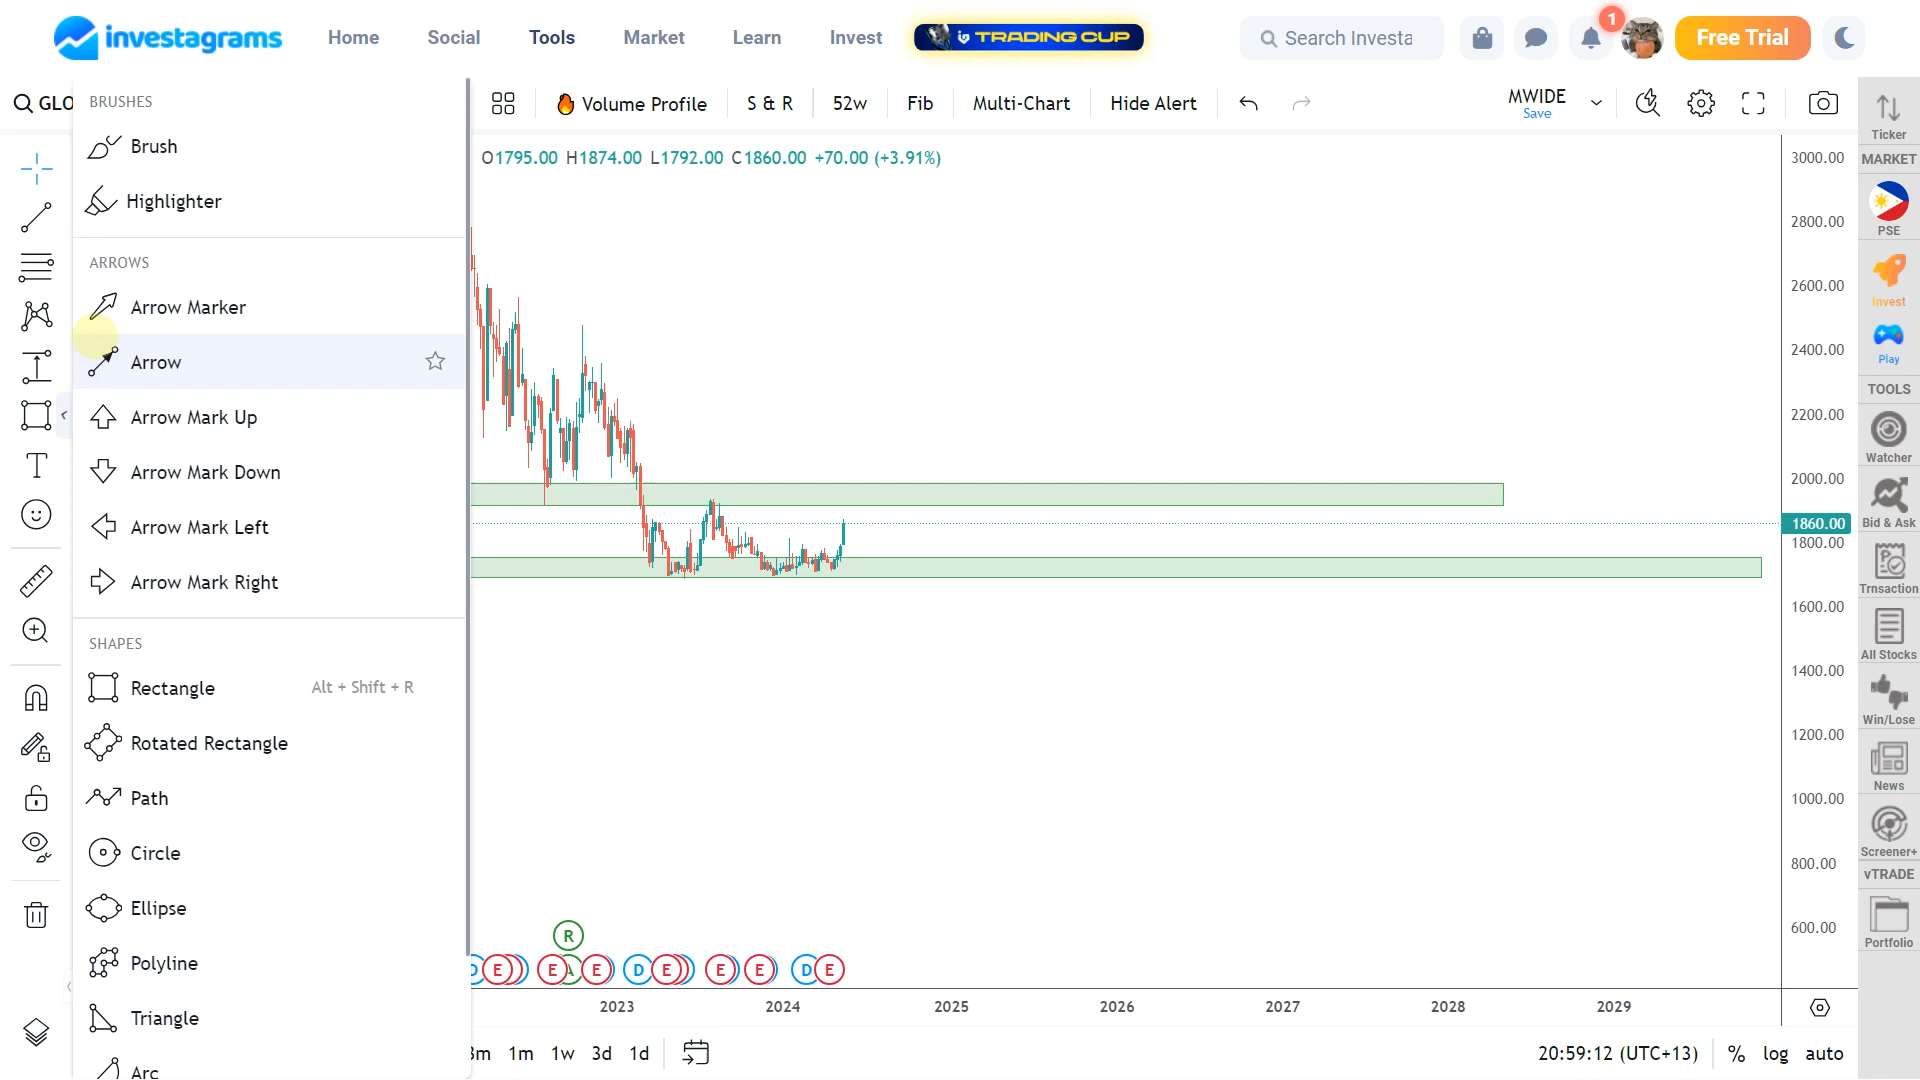 investagrams
Home
Social
Tools
Market
Learn
Invest
TRADING CUP
Search Investa
1
Free Trial
GLO
Volume Profile
S & R
52w
Fib
Multi-Chart
Hide Alert
MWIDE
Save
O1795.00 H1874.00 L1792.00 C1860.00 +70.00 (+3.91%)
BRUSHES
Brush
Highlighter
ARROWS
Arrow Marker
Arrow
Arrow Mark Up
Arrow Mark Down
Arrow Mark Left
Arrow Mark Right
SHAPES
Rectangle Alt + Shift + R
Rotated Rectangle
Path
Circle
Ellipse
Polyline
Triangle
Arc
3000.00
2800.00
2600.00
2400.00
2200.00
2000.00
1860.00
1800.00
1600.00
1400.00
1200.00
1000.00
800.00
600.00
R
D E E A E D E E E D E
2023 2024 2025 2026 2027 2028 2029
3m 1m 1w 3d 1d
20:59:12 (UTC+13) % log auto
Ticker
MARKET
PSE
Invest
Play
TOOLS
Watcher
Bid & Ask
Trnsaction
All Stocks
Win/Lose
News
Screener+
vTRADE
Portfolio